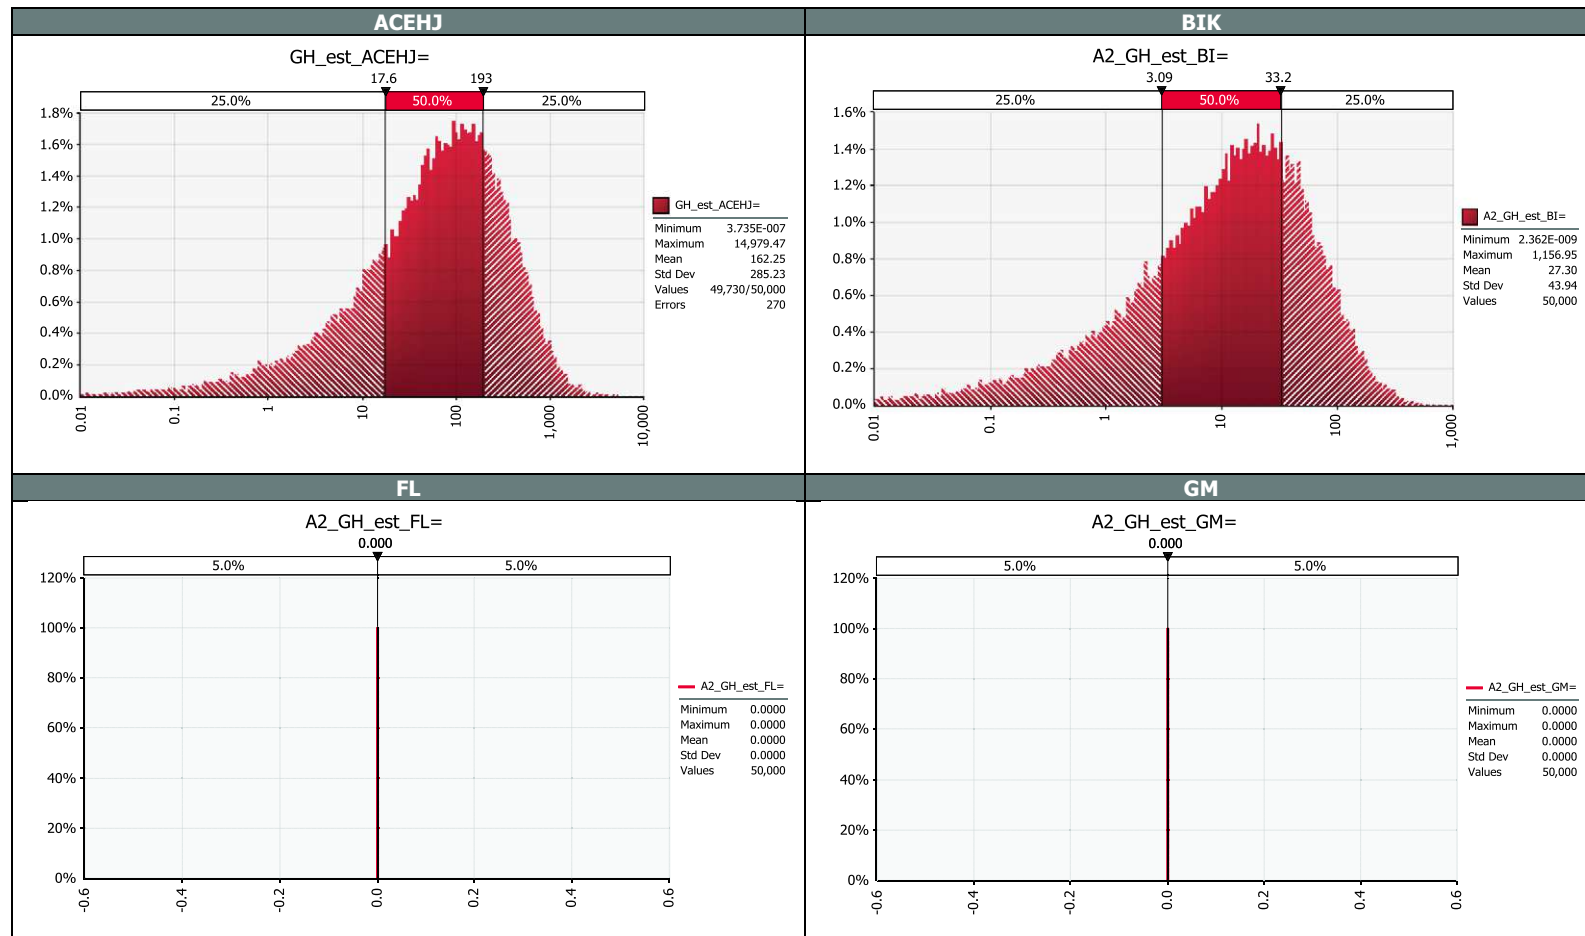 ACEHJ
GH_est_ACEHJ=
17.6 193
25.0% 50.0% 25.0%
1.8%
1.6%
1.4%
1.2%
1.0%
0.8%
0.6%
0.4%
0.2%
0.0%
0.01 0.1 1 10 100 1,000 10,000
GH_est_ACEHJ=
Minimum 3.735E-007
Maximum 14,979.47
Mean 162.25
Std Dev 285.23
Values 49,730/50,000
Errors 270
BIK
A2_GH_est_BI=
3.09 33.2
25.0% 50.0% 25.0%
1.6%
1.4%
1.2%
1.0%
0.8%
0.6%
0.4%
0.2%
0.0%
0.01 0.1 1 10 100 1,000
A2_GH_est_BI=
Minimum 2.362E-009
Maximum 1,156.95
Mean 27.30
Std Dev 43.94
Values 50,000
FL
A2_GH_est_FL=
0.000
5.0% 5.0%
120%
100%
80%
60%
40%
20%
0%
-0.6 -0.4 -0.2 0.0 0.2 0.4 0.6
A2_GH_est_FL=
Minimum 0.0000
Maximum 0.0000
Mean 0.0000
Std Dev 0.0000
Values 50,000
GM
A2_GH_est_GM=
0.000
5.0% 5.0%
120%
100%
80%
60%
40%
20%
0%
-0.6 -0.4 -0.2 0.0 0.2 0.4 0.6
A2_GH_est_GM=
Minimum 0.0000
Maximum 0.0000
Mean 0.0000
Std Dev 0.0000
Values 50,000